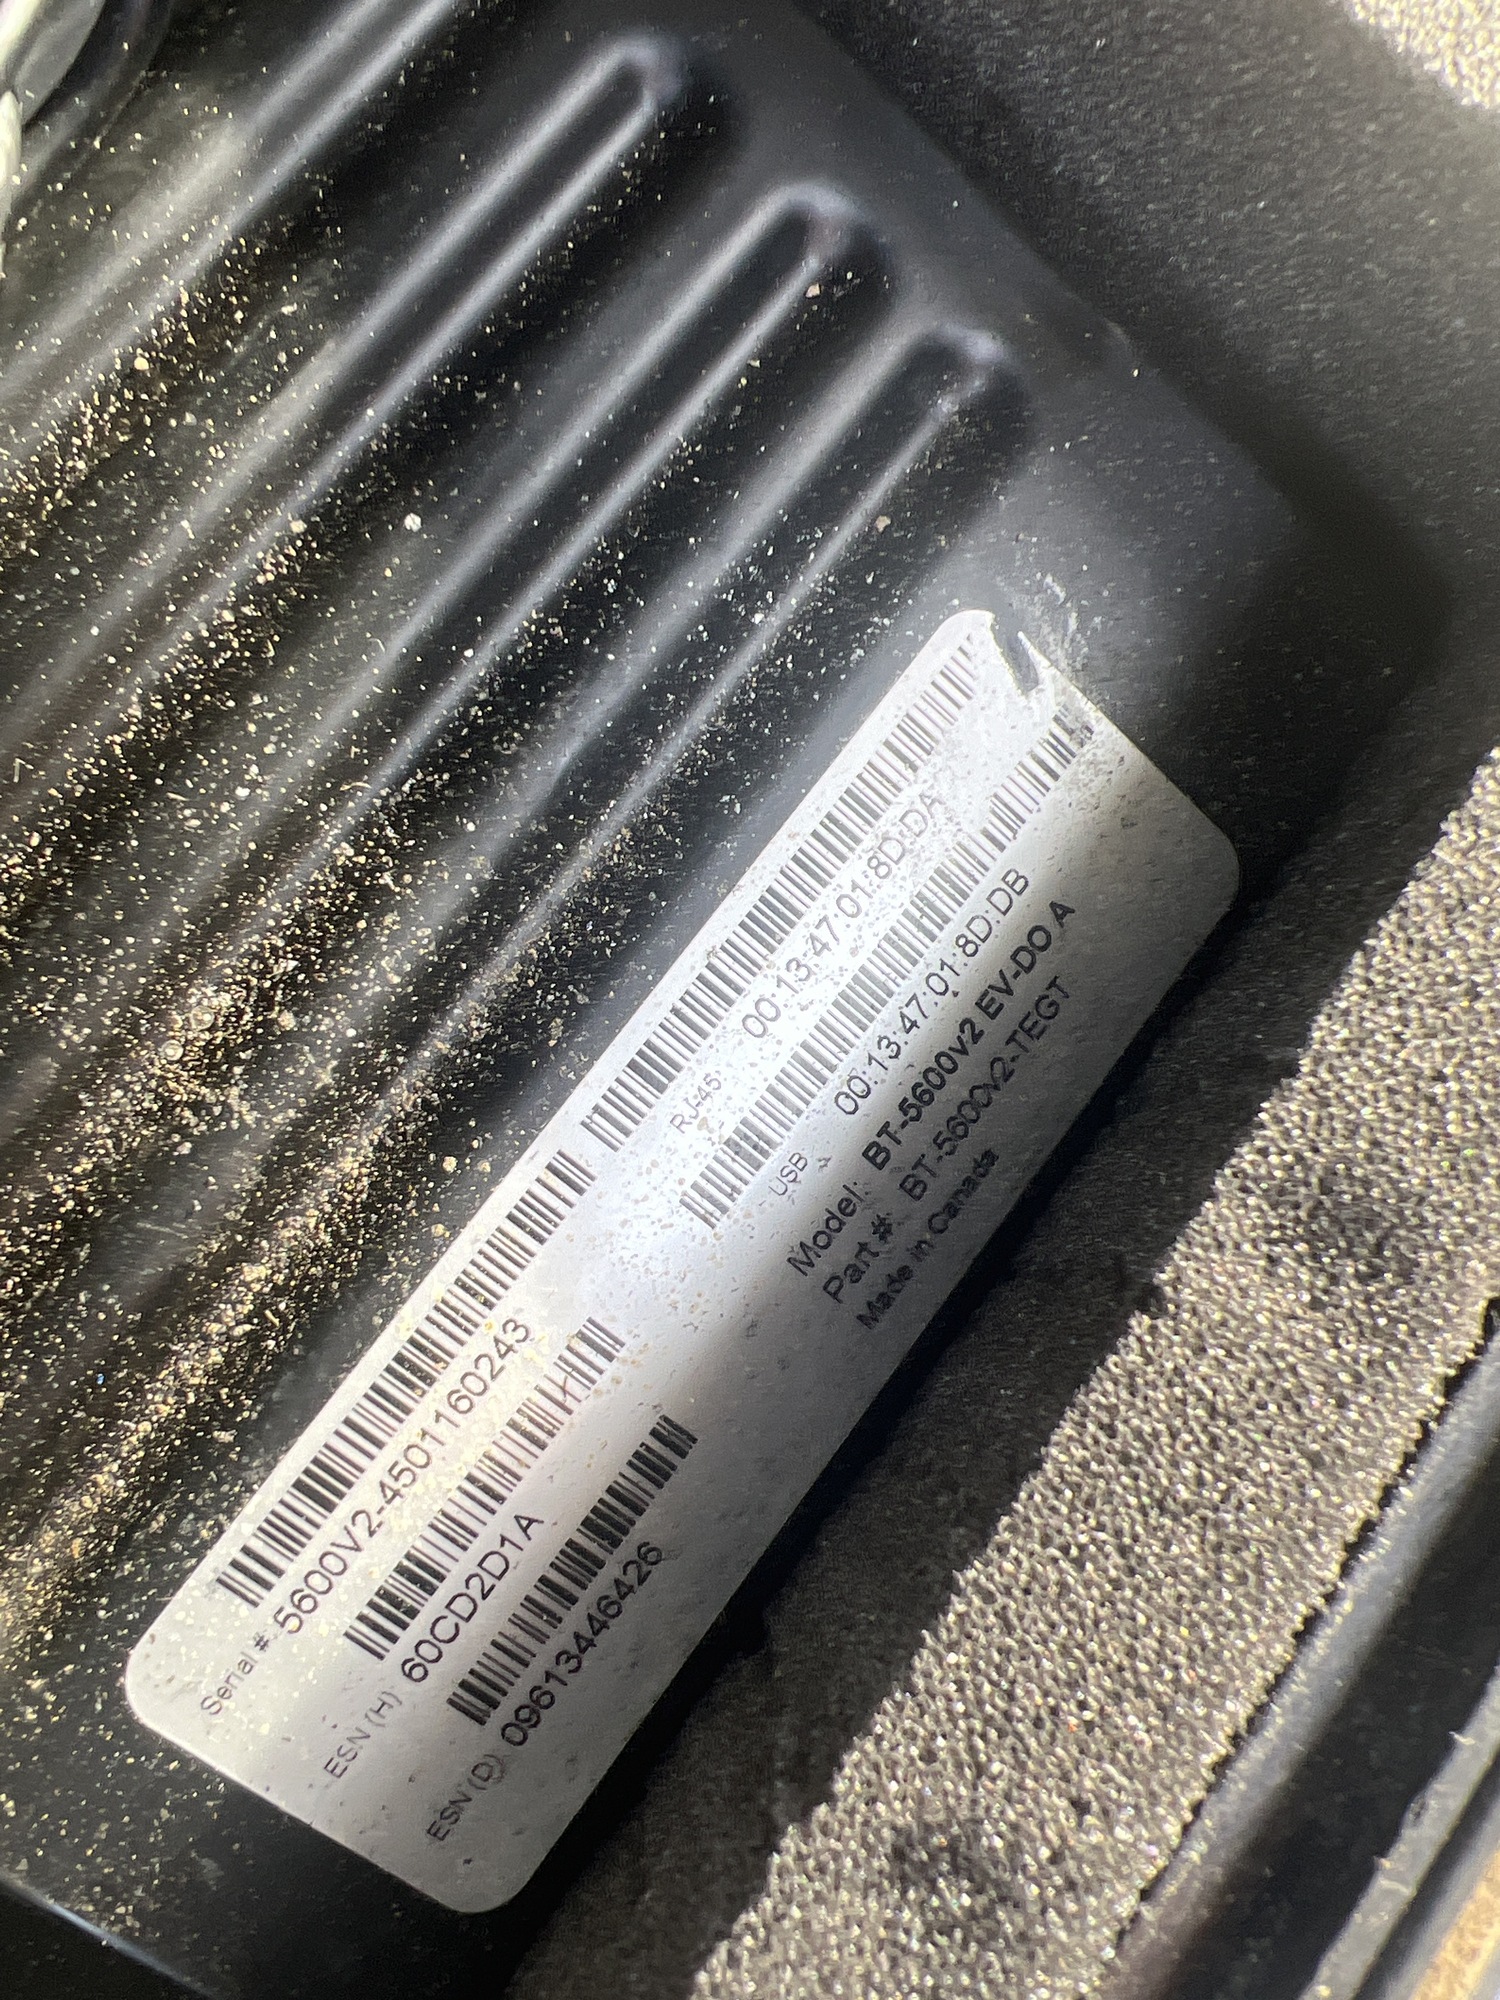 Serial # 5600V2-4501160243
ESN (H) 60CD2D1A
ESN (D) 09613446426
RJ-45: 00:13:47:01:8D:DA
USB 00:13:47:01:8D:DB
Model: BT-5600v2 EV-DO A
Part #: BT-5600v2-TEGT
Made in Canada